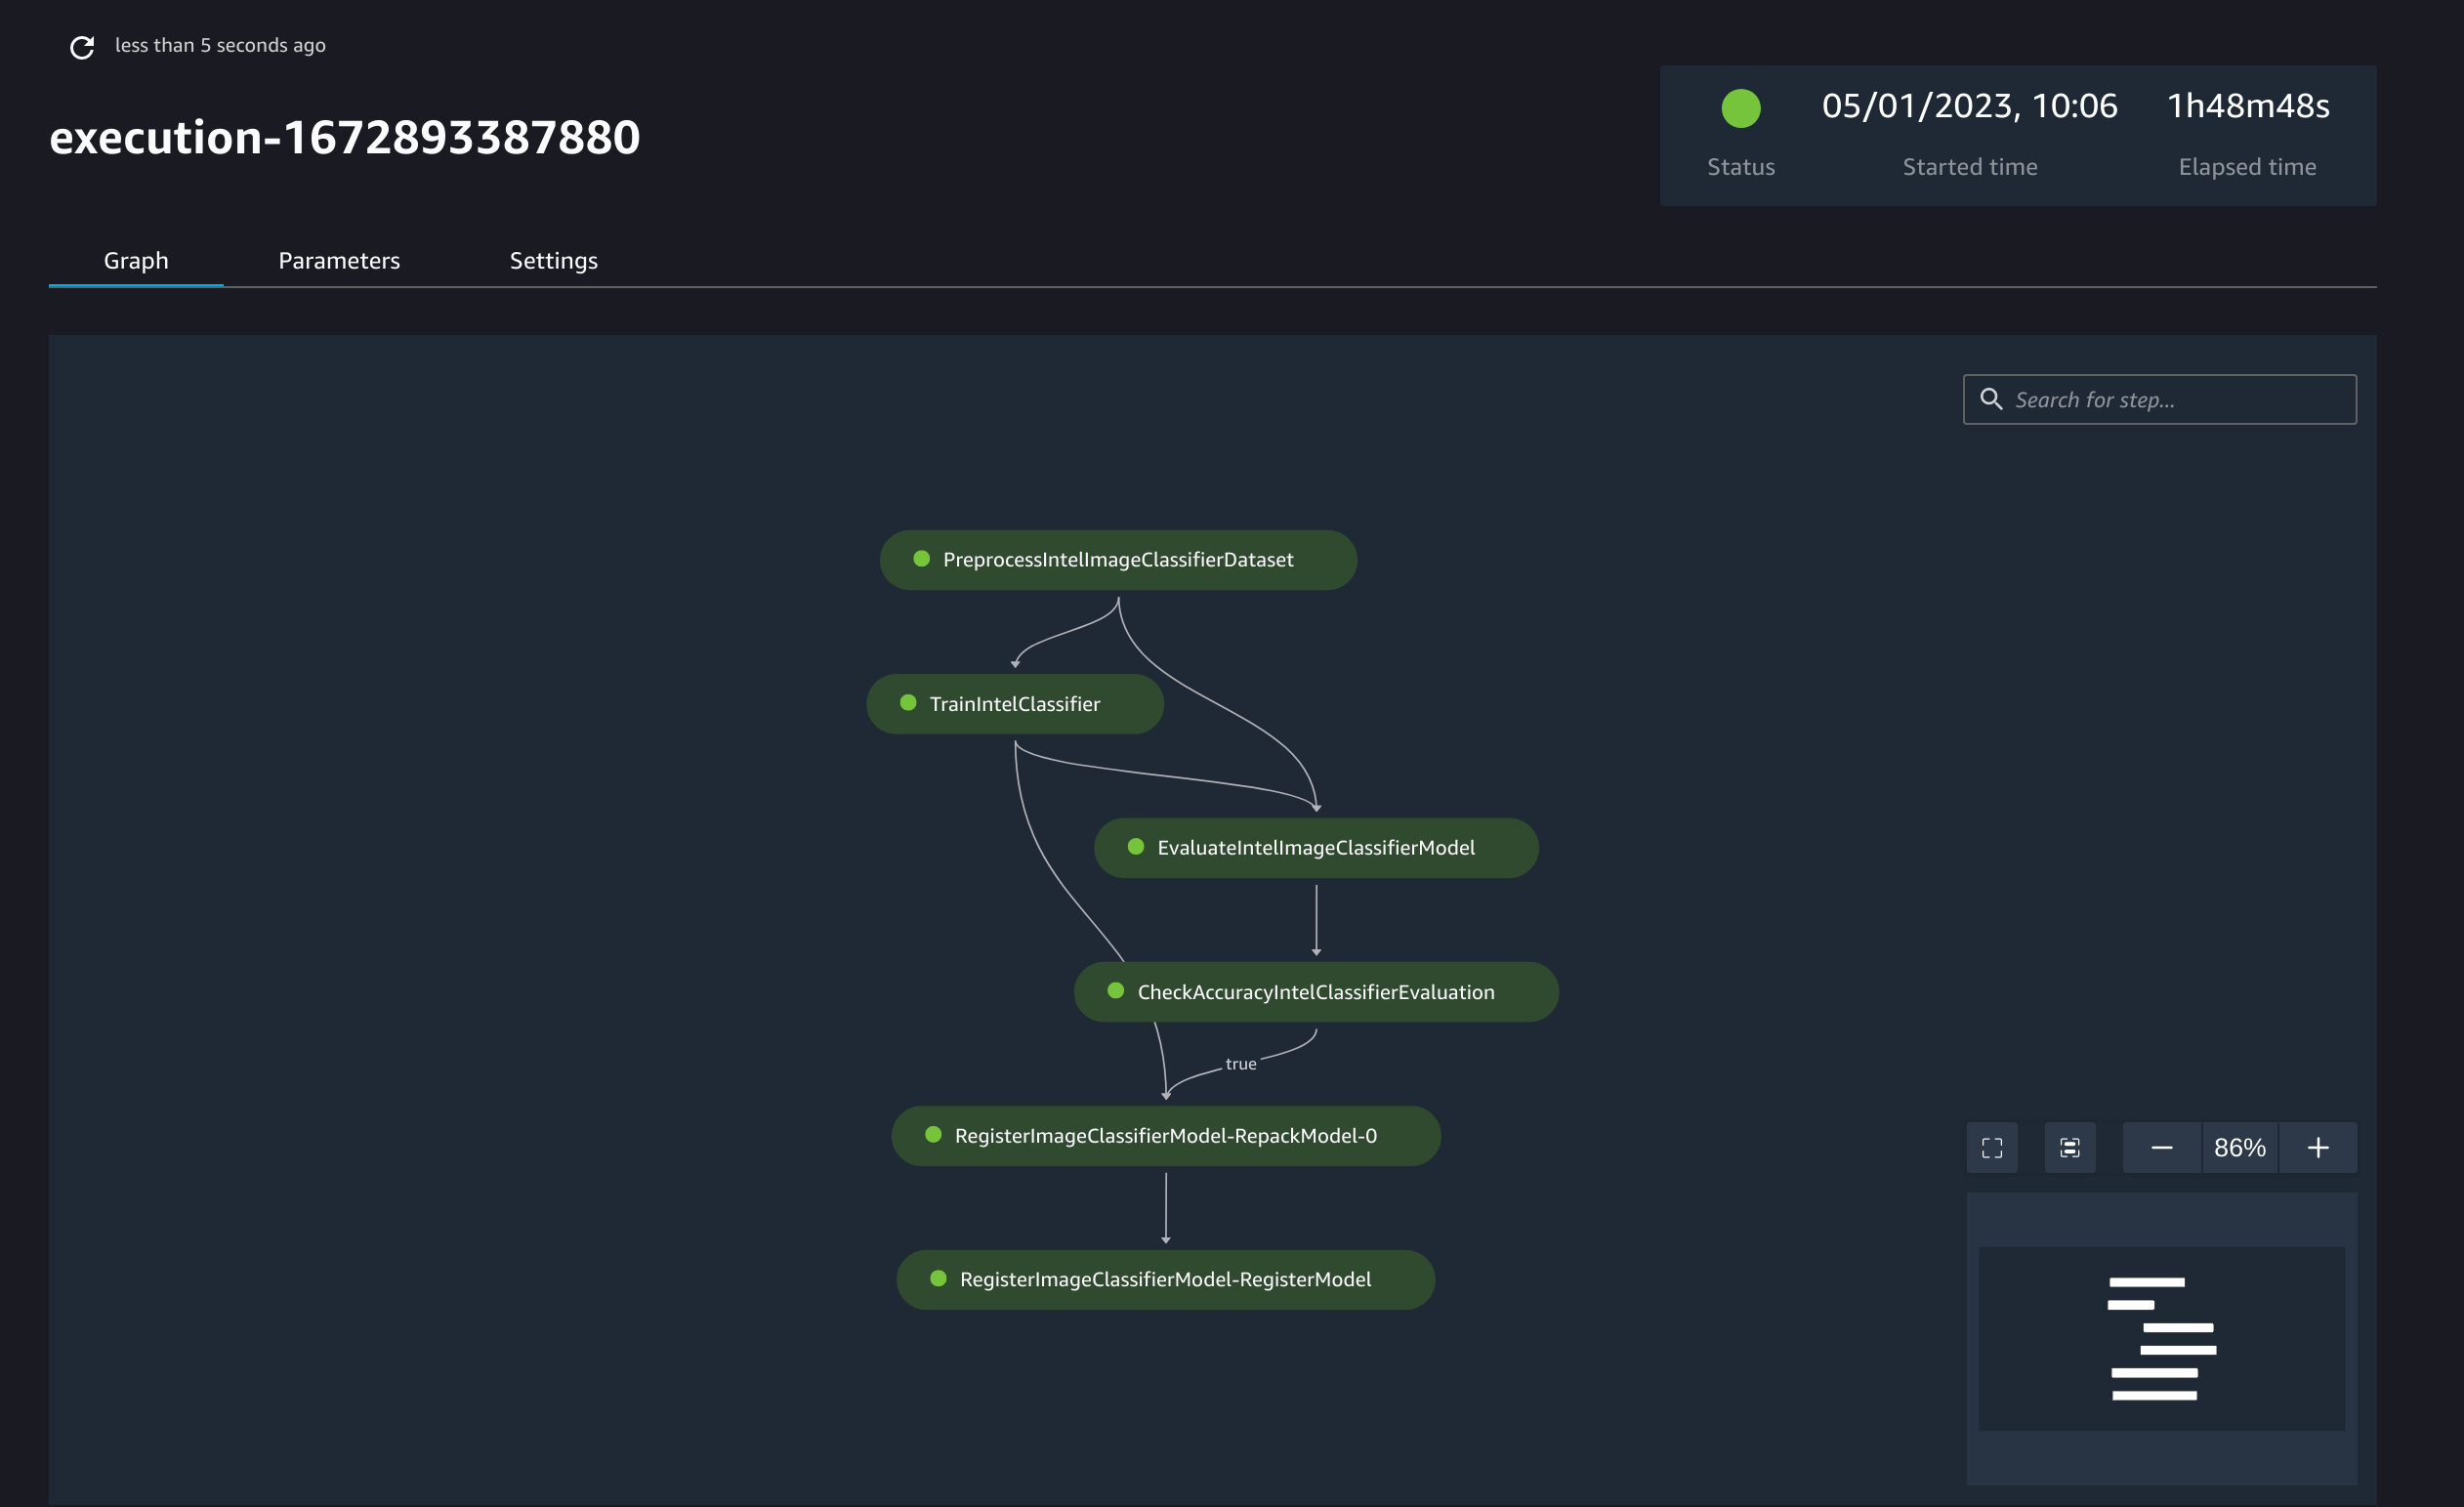 less than 5 seconds ago
execution-1672893387880
05/01/2023, 10:06
1h48m48s
Status
Started time
Elapsed time
Graph
Parameters
Settings
Search for step...
PreprocessIntelImageClassifierDataset
TrainIntelClassifier
EvaluateIntelImageClassifierModel
CheckAccuracyIntelClassifierEvaluation
true
RegisterImageClassifierModel-RepackModel-0
86%
RegisterImageClassifierModel-RegisterModel